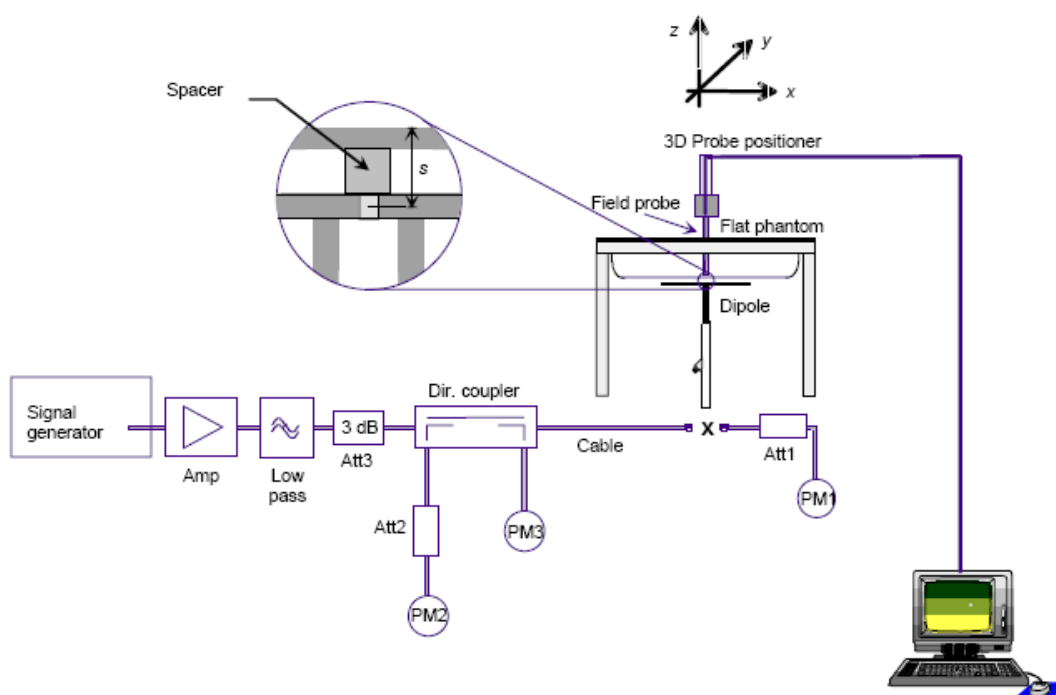 z
y
x
Spacer
s
3D Probe positioner
Field probe
Flat phantom
Dipole
Signal
generator
Amp
Low
pass
3 dB
Att3
Dir. coupler
Cable
x
Att1
PM1
Att2
PM3
PM2